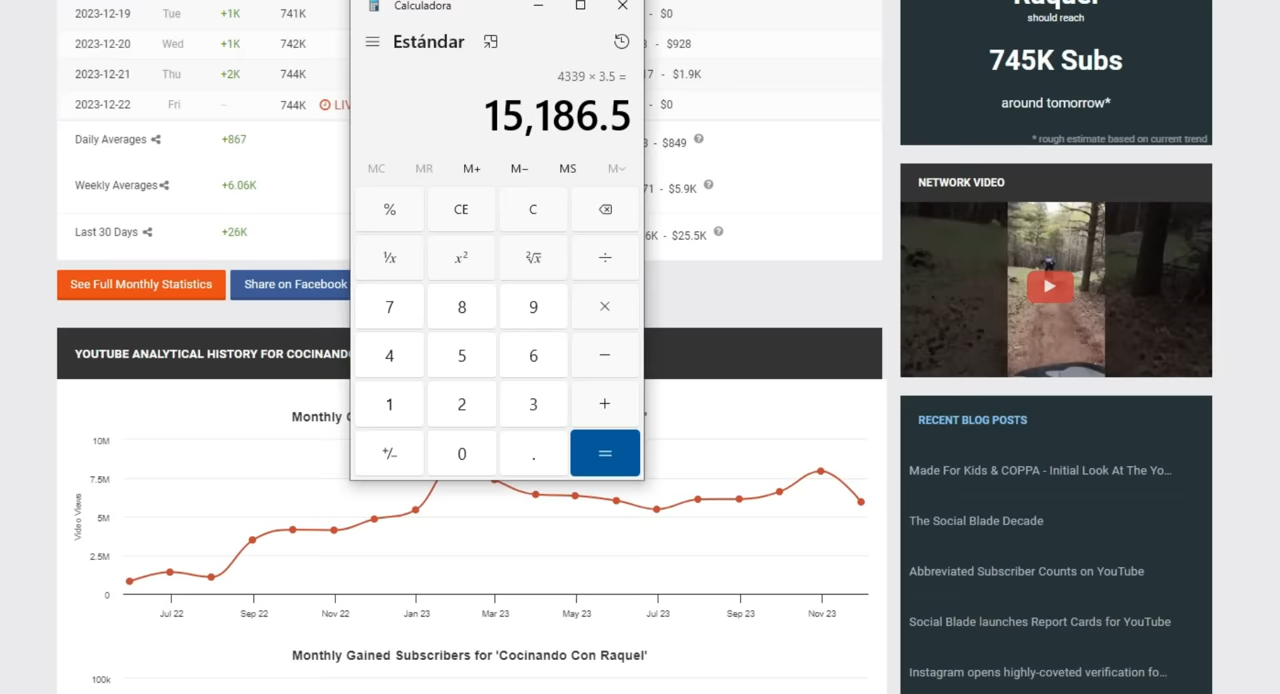 2023-12-19 Tue +1K 741K - $0
2023-12-20 Wed +1K 742K - $928
2023-12-21 Thu +2K 744K 17 - $1.9K
2023-12-22 Fri -- 744K LIV - $0
Daily Averages +867 - $849
Weekly Averages +6.06K 71 - $5.9K
Last 30 Days +26K 6K - $25.5K
See Full Monthly Statistics
Share on Facebook
Calculadora
Estándar
4339 × 3.5 =
15,186.5
MC MR M+ M− MS M
% CE C
¹/x x² ²√x ÷
7 8 9 ×
4 5 6 −
1 2 3 +
+/− 0 . =
YOUTUBE ANALYTICAL HISTORY FOR COCINANDO
Monthly
Video Views
10M
7.5M
5M
2.5M
0
Jul 22 Sep 22 Nov 22 Jan 23 Mar 23 May 23 Jul 23 Sep 23 Nov 23
Monthly Gained Subscribers for 'Cocinando Con Raquel'
100k
Raquel
should reach
745K Subs
around tomorrow*
* rough estimate based on current trend
NETWORK VIDEO
RECENT BLOG POSTS
Made For Kids & COPPA - Initial Look At The Yo...
The Social Blade Decade
Abbreviated Subscriber Counts on YouTube
Social Blade launches Report Cards for YouTube
Instagram opens highly-coveted verification fo...